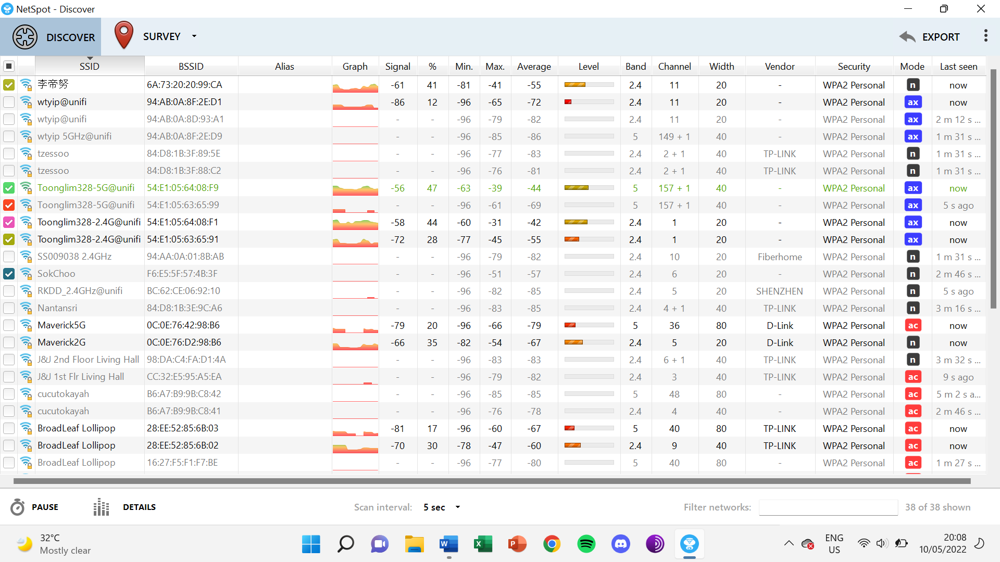 NetSpot - Discover
DISCOVER SURVEY EXPORT
SSID BSSID Alias Graph Signal % Min. Max. Average Level Band Channel Width Vendor Security Mode Last seen
李帝努 6A:73:20:20:99:CA -61 41 -81 -41 -55 2.4 11 20 - WPA2 Personal n now
wtyip@unifi 94:AB:0A:8F:2E:D1 -86 12 -96 -65 -72 2.4 11 20 - WPA2 Personal ax now
wtyip@unifi 94:AB:0A:8D:93:A1 - - -96 -79 -82 2.4 11 20 - WPA2 Personal ax 2 m 12 s ...
wtyip 5GHz@unifi 94:AB:0A:8F:2E:D9 - - -96 -85 -86 5 149 + 1 40 - WPA2 Personal ax 1 m 31 s ...
tzessoo 84:D8:1B:3F:89:5E - - -96 -77 -83 2.4 2 + 1 40 TP-LINK WPA2 Personal n 1 m 31 s ...
tzessoo 84:D8:1B:3F:88:C2 - - -96 -76 -81 2.4 2 + 1 40 TP-LINK WPA2 Personal n 1 m 31 s ...
Toonglim328-5G@unifi 54:E1:05:64:08:F9 -56 47 -63 -39 -44 5 157 + 1 40 - WPA2 Personal ax now
Toonglim328-5G@unifi 54:E1:05:63:65:99 - - -96 -61 -69 5 157 + 1 40 - WPA2 Personal ax 5 s ago
Toonglim328-2.4G@unifi 54:E1:05:64:08:F1 -58 44 -60 -31 -42 2.4 1 20 - WPA2 Personal ax now
Toonglim328-2.4G@unifi 54:E1:05:63:65:91 -72 28 -77 -45 -55 2.4 1 20 - WPA2 Personal ax now
SS009038 2.4GHz 94:AA:0A:01:8B:AB - - -96 -79 -82 2.4 10 20 Fiberhome WPA2 Personal n 1 m 31 s ...
SokChoo F6:E5:5F:57:4B:3F - - -96 -51 -57 2.4 6 20 - WPA2 Personal n 2 m 46 s ...
RKDD_2.4GHz@unifi BC:62:CE:06:92:10 - - -96 -82 -85 2.4 5 20 SHENZHEN WPA2 Personal n 5 s ago
Nantansri 84:D8:1B:3E:9C:A6 - - -96 -83 -85 2.4 4 + 1 40 TP-LINK WPA2 Personal n 3 m 16 s ...
Maverick5G 0C:0E:76:42:98:B6 -79 20 -96 -66 -79 5 36 80 D-Link WPA2 Personal ac now
Maverick2G 0C:0E:76:D2:98:B6 -66 35 -82 -54 -67 2.4 5 20 D-Link WPA2 Personal n now
J&J 2nd Floor Living Hall 98:DA:C4:FA:D1:4A - - -96 -83 -83 2.4 6 + 1 40 TP-LINK WPA2 Personal n 3 m 32 s ...
J&J 1st Flr Living Hall CC:32:E5:95:A5:EA - - -96 -79 -82 2.4 3 20 TP-LINK WPA2 Personal ac 9 s ago
cucutokayah B6:A7:B9:9B:C8:42 - - -96 -85 -85 5 48 80 - WPA2 Personal ac 5 m 2 s a...
cucutokayah B6:A7:B9:9B:C8:41 - - -96 -76 -78 2.4 4 40 - WPA2 Personal ac 2 m 46 s ...
BroadLeaf Lollipop 28:EE:52:85:6B:03 -81 17 -96 -60 -67 5 40 80 TP-LINK WPA2 Personal ac now
BroadLeaf Lollipop 28:EE:52:85:6B:02 -70 30 -78 -47 -60 2.4 9 40 TP-LINK WPA2 Personal ac now
BroadLeaf Lollipop 16:27:F5:F1:F7:BE - - -96 -77 -80 5 40 80 - WPA2 Personal ac 1 m 27 s ...
PAUSE DETAILS Scan interval: 5 sec Filter networks: 38 of 38 shown
32°C
Mostly clear
W X P
ENG
US
20:08
10/05/2022